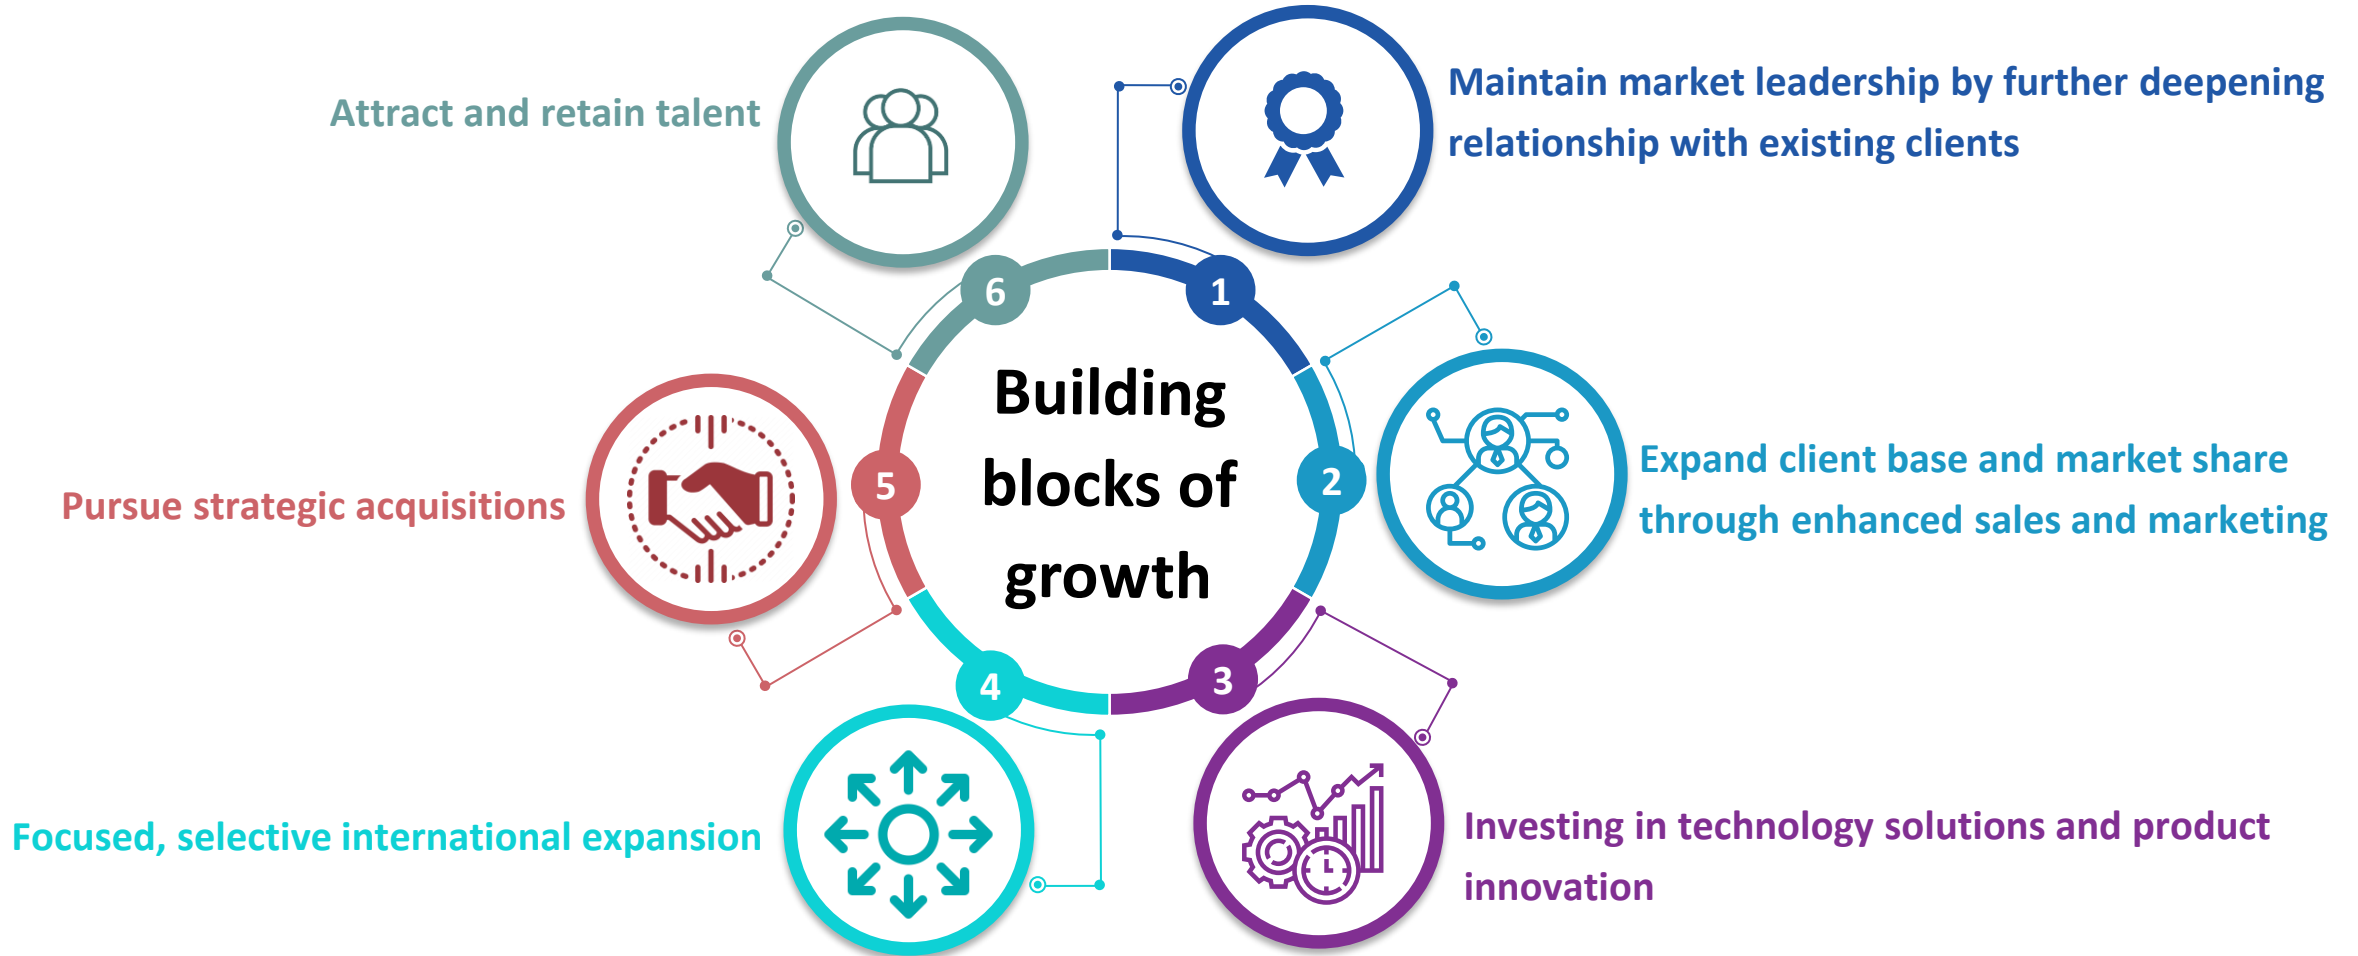 Building
blocks of
growth
1
Maintain market leadership by further deepening
relationship with existing clients
2
Expand client base and market share
through enhanced sales and marketing
3
Investing in technology solutions and product
innovation
4
Focused, selective international expansion
5
Pursue strategic acquisitions
6
Attract and retain talent